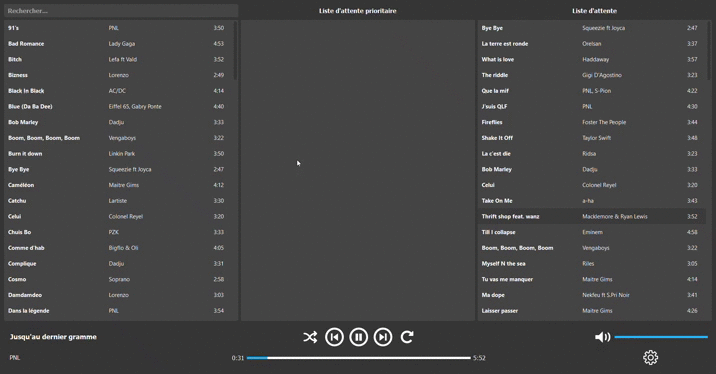 Rechercher...
Liste d'attente prioritaire
Liste d'attente
91's PNL 3:50
Bad Romance Lady Gaga 4:53
Bitch Lefa ft Vald 3:52
Bizness Lorenzo 2:49
Black In Black AC/DC 4:14
Blue (Da Ba Dee) Eiffel 65, Gabry Ponte 4:40
Bob Marley Dadju 3:33
Boom, Boom, Boom, Boom Vengaboys 3:22
Burn it down Linkin Park 3:50
Bye Bye Squeezie ft Joyca 2:47
Caméléon Maitre Gims 4:12
Catchu Lartiste 3:30
Celui Colonel Reyel 3:20
Chuis Bo PZK 3:33
Comme d'hab Bigflo & Oli 4:05
Complique Dadju 3:31
Cosmo Soprano 2:58
Damdamdeo Lorenzo 3:03
Dans la légende PNL 3:54
Bye Bye Squeezie ft Joyca 2:47
La terre est ronde Orelsan 3:37
What is love Haddaway 3:57
The riddle Gigi D'Agostino 3:23
Que la mif PNL, S-Pion 4:22
J'suis QLF PNL 4:30
Fireflies Foster The People 3:44
Shake It Off Taylor Swift 3:48
La c'est die Ridsa 3:23
Bob Marley Dadju 3:33
Celui Colonel Reyel 3:20
Take On Me a-ha 3:43
Thrift shop feat. wanz Macklemore & Ryan Lewis 3:52
Till I collapse Eminem 4:58
Boom, Boom, Boom, Boom Vengaboys 3:22
Myself N the sea Riles 3:05
Tu vas me manquer Maitre Gims 4:14
Ma dope Nekfeu ft S.Pri Noir 3:41
Laisser passer Maitre Gims 4:26
Jusqu'au dernier gramme
PNL
0:31 5:52